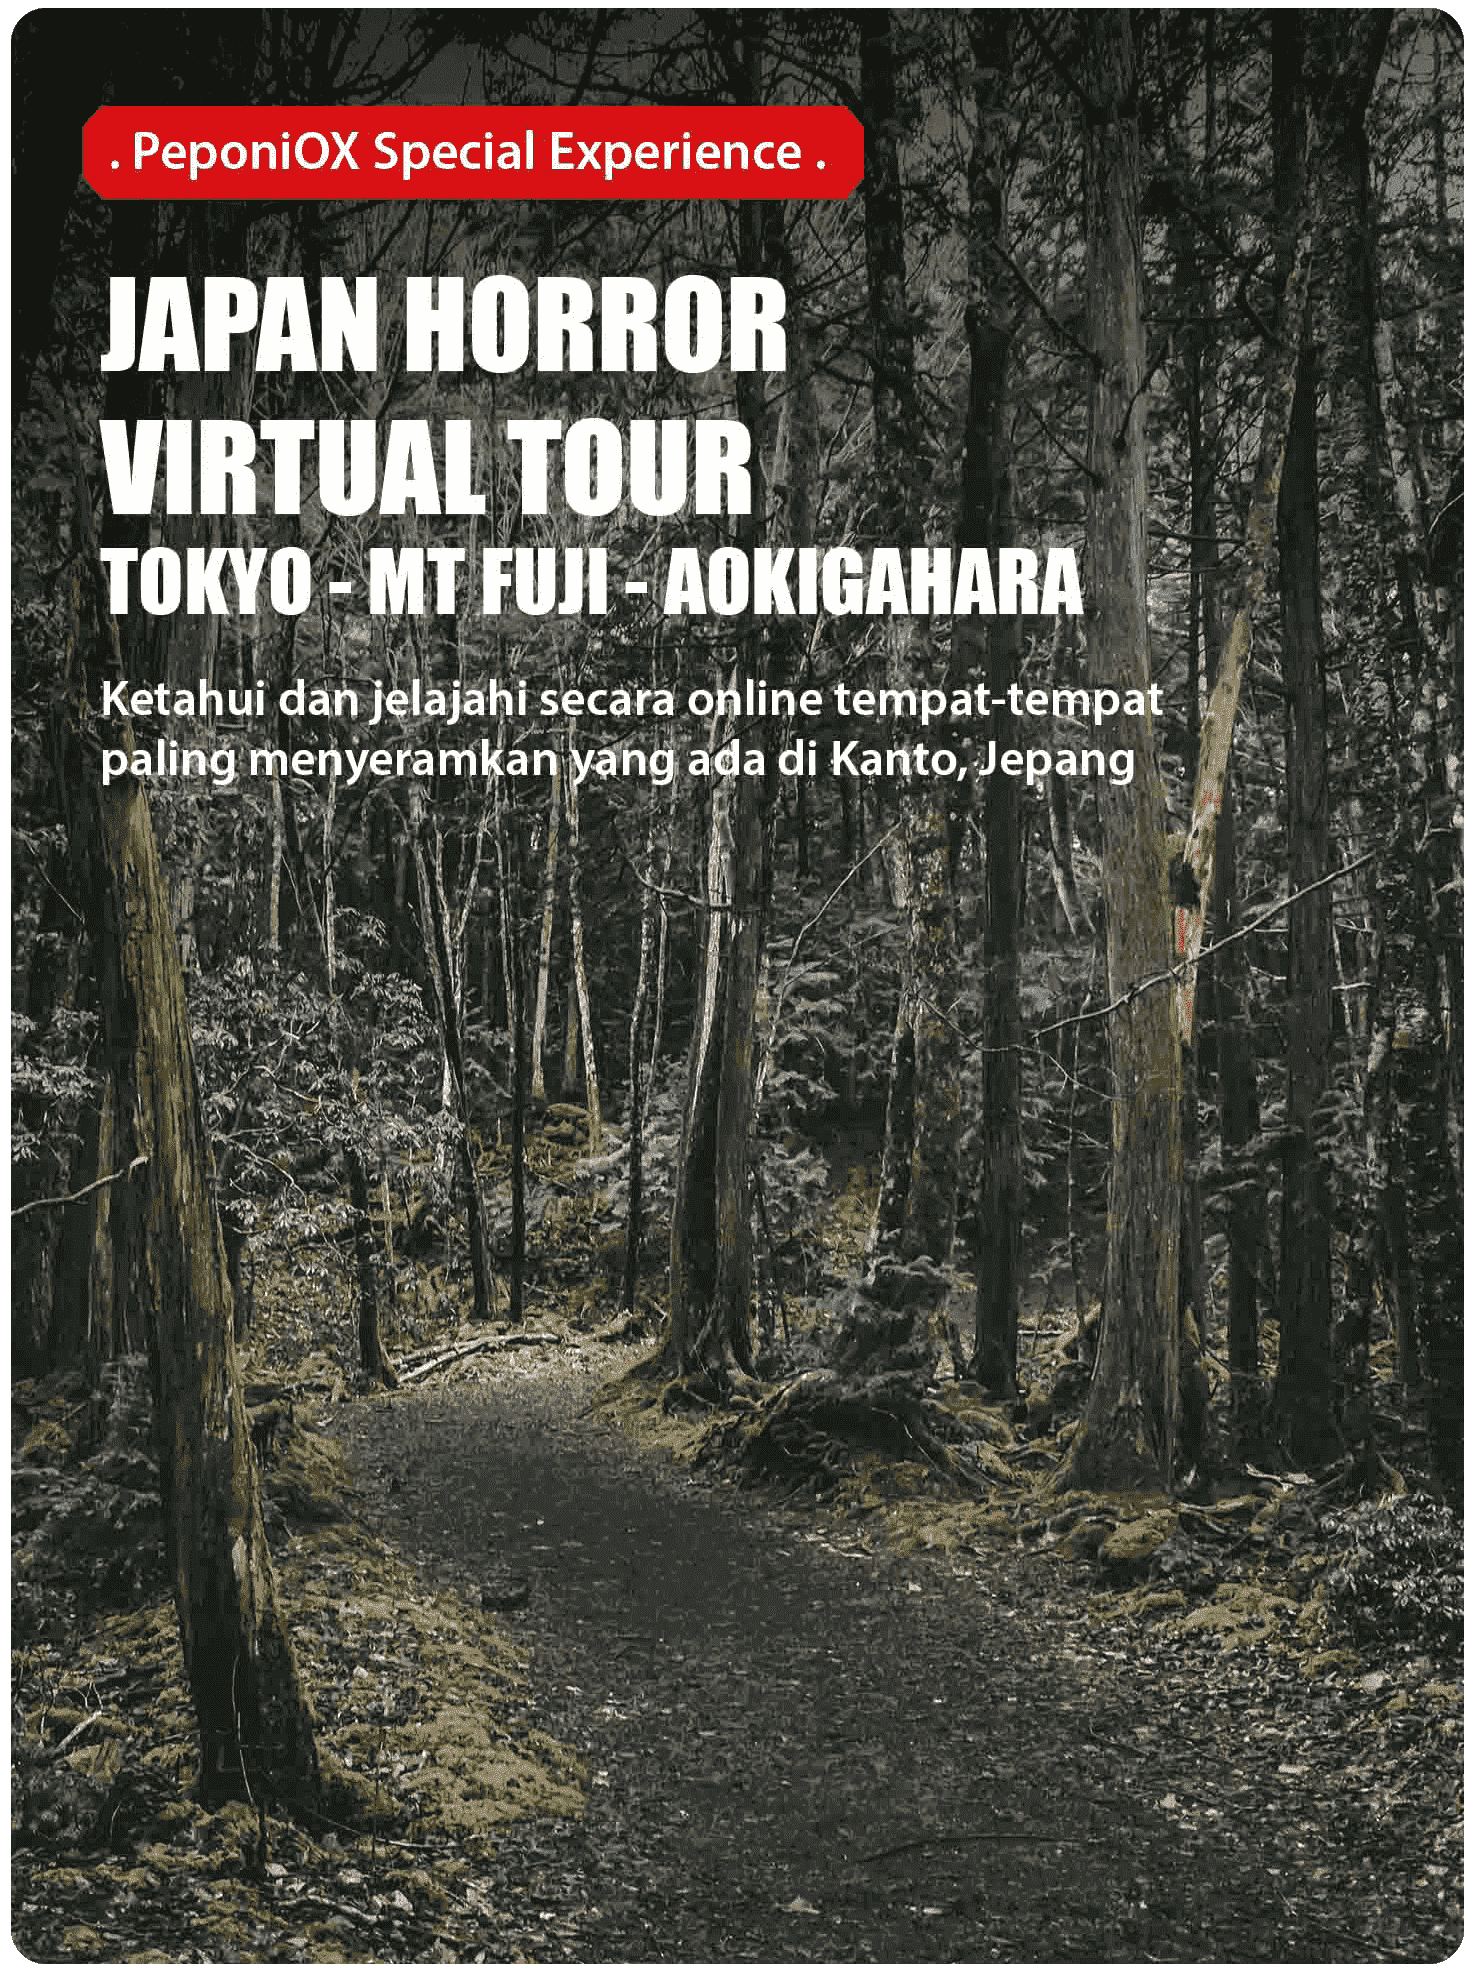 . PeponiOX Special Experience .
JAPAN HORROR
VIRTUAL TOUR
TOKYO - MT FUJI - AOKIGAHARA
Ketahui dan jelajahi secara online tempat-tempat
paling menyeramkan yang ada di Kanto, Jepang